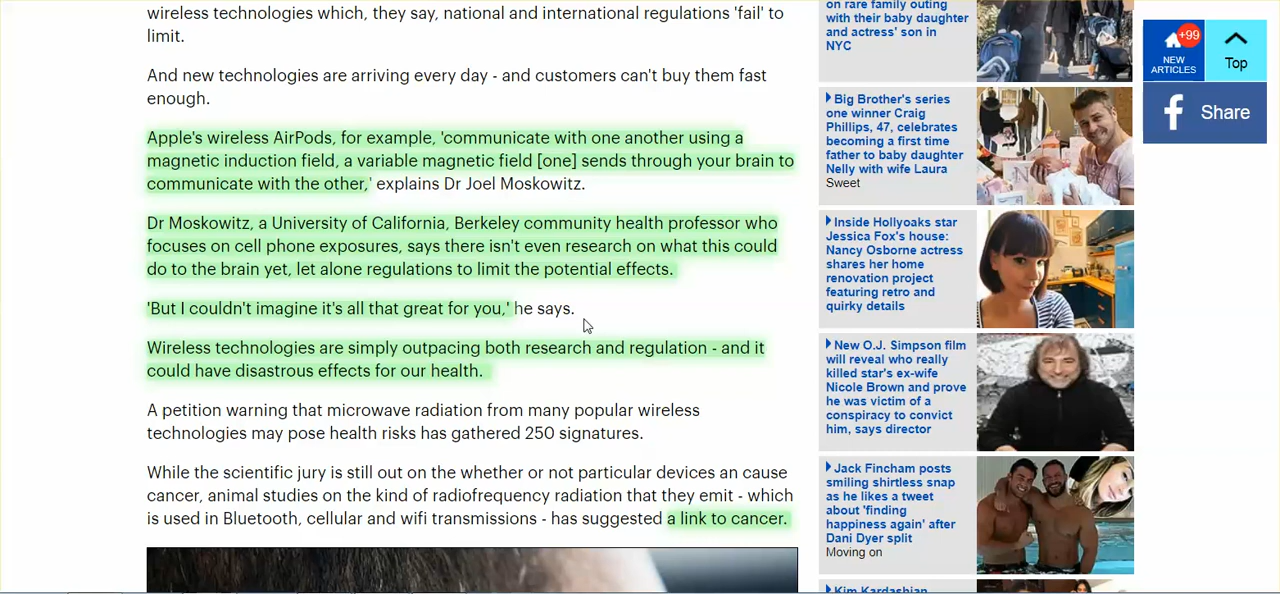 wireless technologies which, they say, national and international regulations 'fail' to
limit.
And new technologies are arriving every day - and customers can't buy them fast
enough.
Apple's wireless AirPods, for example, 'communicate with one another using a
magnetic induction field, a variable magnetic field [one] sends through your brain to
communicate with the other,' explains Dr Joel Moskowitz.
Dr Moskowitz, a University of California, Berkeley community health professor who
focuses on cell phone exposures, says there isn't even research on what this could
do to the brain yet, let alone regulations to limit the potential effects.
'But I couldn't imagine it's all that great for you,' he says.
Wireless technologies are simply outpacing both research and regulation - and it
could have disastrous effects for our health.
A petition warning that microwave radiation from many popular wireless
technologies may pose health risks has gathered 250 signatures.
While the scientific jury is still out on the whether or not particular devices an cause
cancer, animal studies on the kind of radiofrequency radiation that they emit - which
is used in Bluetooth, cellular and wifi transmissions - has suggested a link to cancer.
on rare family outing
with their baby daughter
and actress' son in
NYC
Big Brother's series
one winner Craig
Phillips, 47, celebrates
becoming a first time
father to baby daughter
Nelly with wife Laura
Sweet
Inside Hollyoaks star
Jessica Fox's house:
Nancy Osborne actress
shares her home
renovation project
featuring retro and
quirky details
New O.J. Simpson film
will reveal who really
killed star's ex-wife
Nicole Brown and prove
he was victim of a
conspiracy to convict
him, says director
Jack Fincham posts
smiling shirtless snap
as he likes a tweet
about 'finding
happiness again' after
Dani Dyer split
Moving on
Kim Kardashian
+99
NEW
ARTICLES
Top
f Share